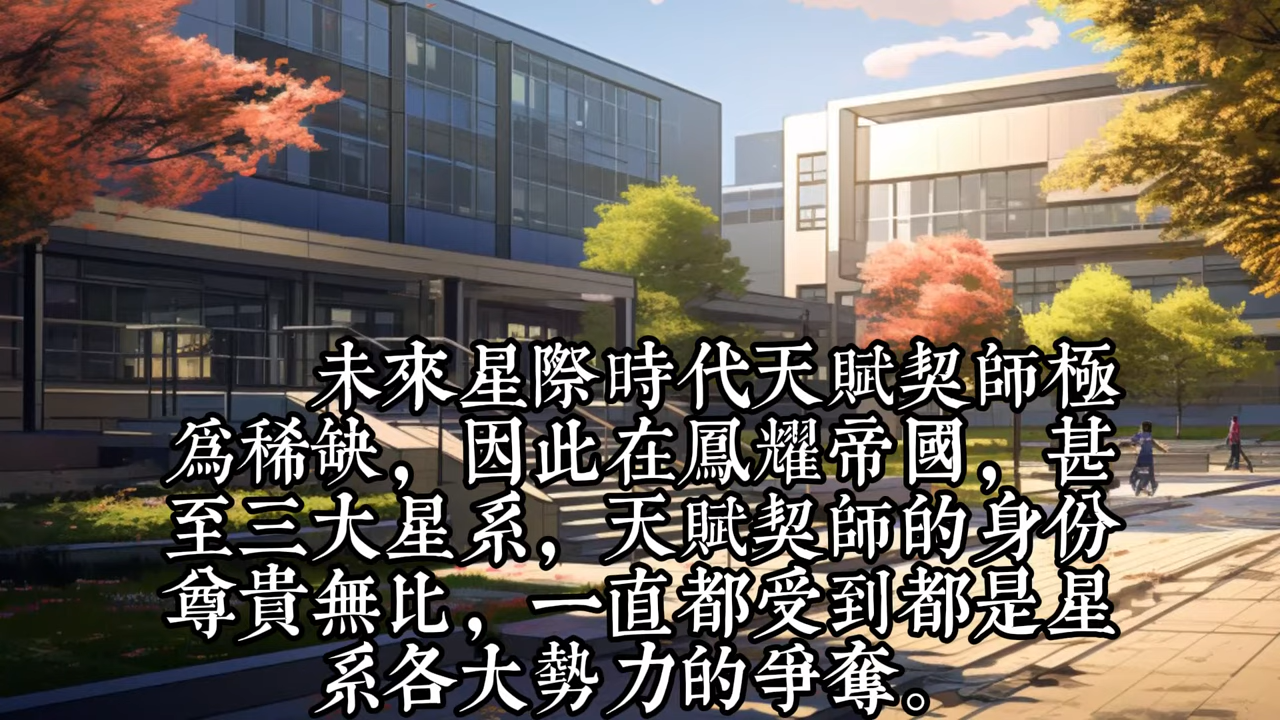 未來星際時代天賦契師極
爲稀缺，因此在鳳耀帝國，甚
至三大星系，天賦契師的身份
尊貴無比，一直都受到都是星
系各大勢力的爭奪。